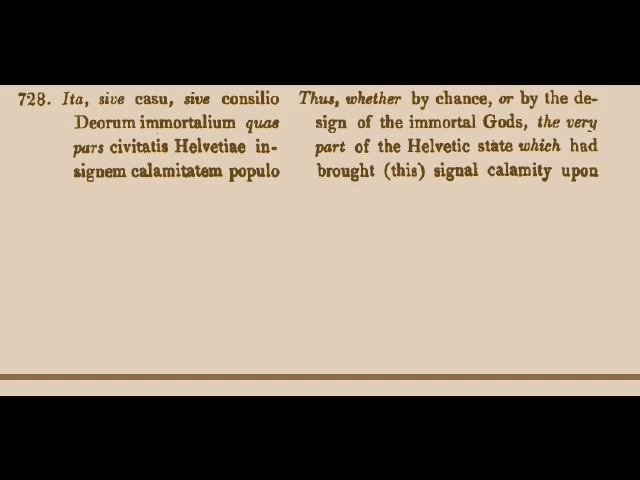 728. Ita, sive casu, sive consilio
Deorum immortalium quae
pars civitatis Helvetiae in-
signem calamitatem populo
Thus, whether by chance, or by the de-
sign of the immortal Gods, the very
part of the Helvetic state which had
brought (this) signal calamity upon